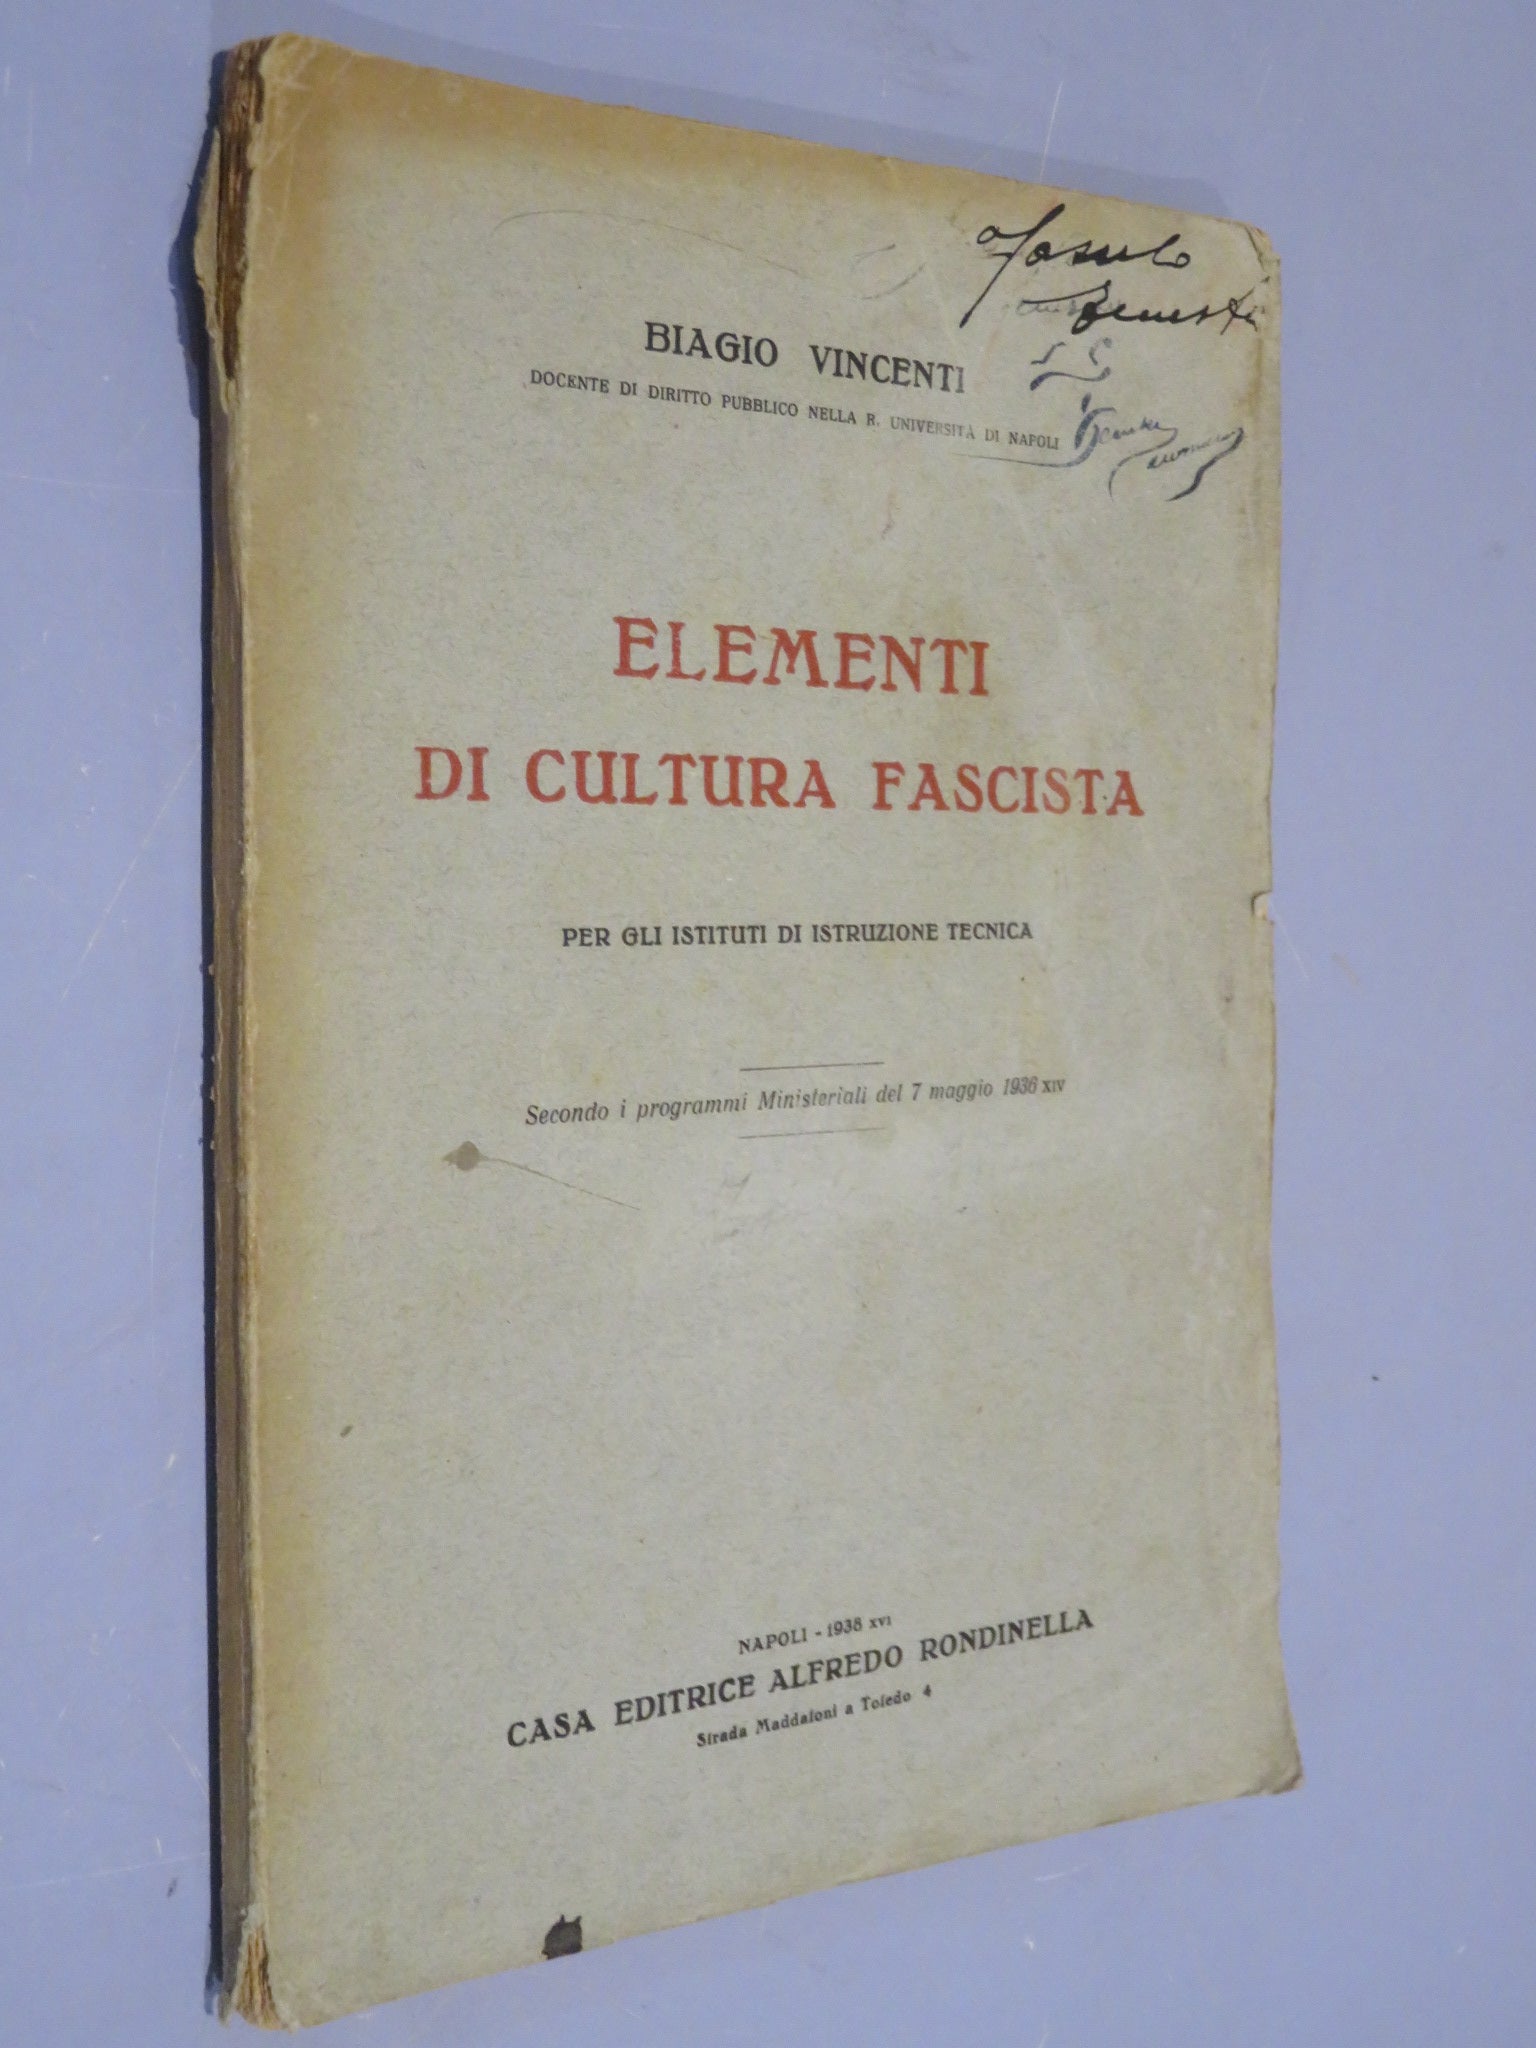 BIAGIO VINCENTI
DOCENTE DI DIRITTO PUBBLICO NELLA R. UNIVERSITÀ DI NAPOLI
ELEMENTI
DI CULTURA FASCISTA
PER GLI ISTITUTI DI ISTRUZIONE TECNICA
Secondo i programmi Ministeriali del 7 maggio 1936 XIV
NAPOLI - 1938 XVI
CASA EDITRICE ALFREDO RONDINELLA
Strada Maddaloni a Toledo 4